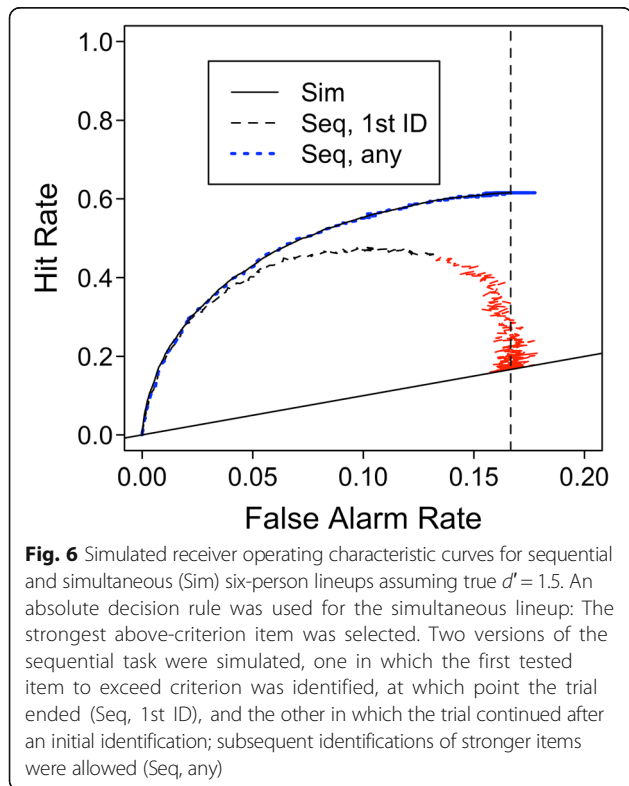 1.0
0.8
0.6
0.4
0.2
0.0
Hit Rate
Sim
Seq, 1st ID
Seq, any
0.00 0.05 0.10 0.15 0.20
False Alarm Rate
Fig. 6 Simulated receiver operating characteristic curves for sequential
and simultaneous (Sim) six-person lineups assuming true d′ = 1.5. An
absolute decision rule was used for the simultaneous lineup: The
strongest above-criterion item was selected. Two versions of the
sequential task were simulated, one in which the first tested
item to exceed criterion was identified, at which point the trial
ended (Seq, 1st ID), and the other in which the trial continued after
an initial identification; subsequent identifications of stronger items
were allowed (Seq, any)